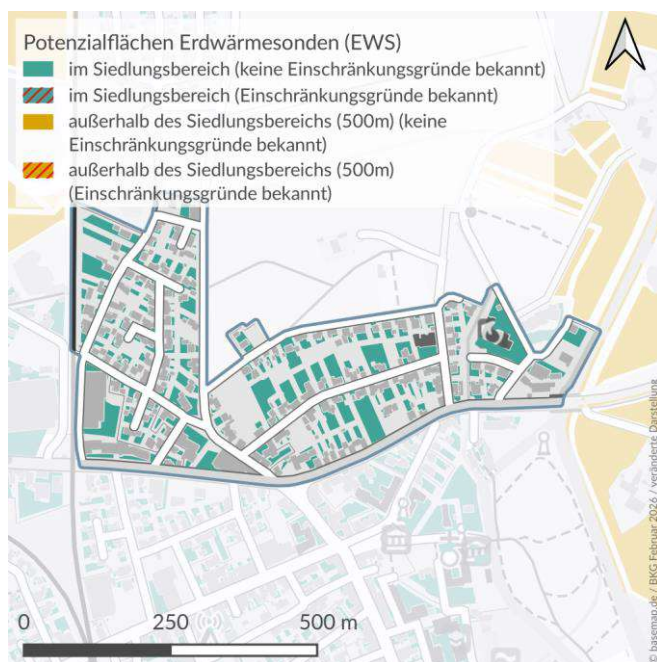 Potenzialflächen Erdwärmesonden (EWS)
im Siedlungsbereich (keine Einschränkungsgründe bekannt)
im Siedlungsbereich (Einschränkungsgründe bekannt)
außerhalb des Siedlungsbereichs (500m) (keine
Einschränkungsgründe bekannt)
außerhalb des Siedlungsbereichs (500m)
(Einschränkungsgründe bekannt)
© basemap.de / BKG Februar 2026 / veränderte Darstellung
0 250 500 m